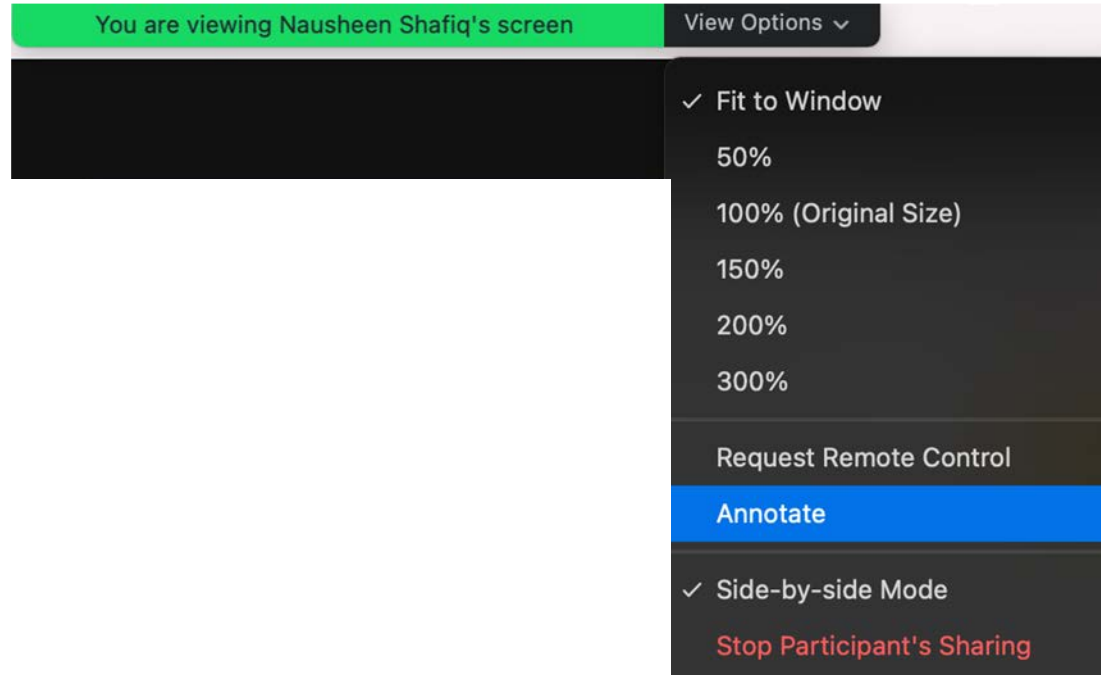 You are viewing Nausheen Shafiq's screen
View Options
Fit to Window
50%
100% (Original Size)
150%
200%
300%
Request Remote Control
Annotate
Side-by-side Mode
Stop Participant's Sharing